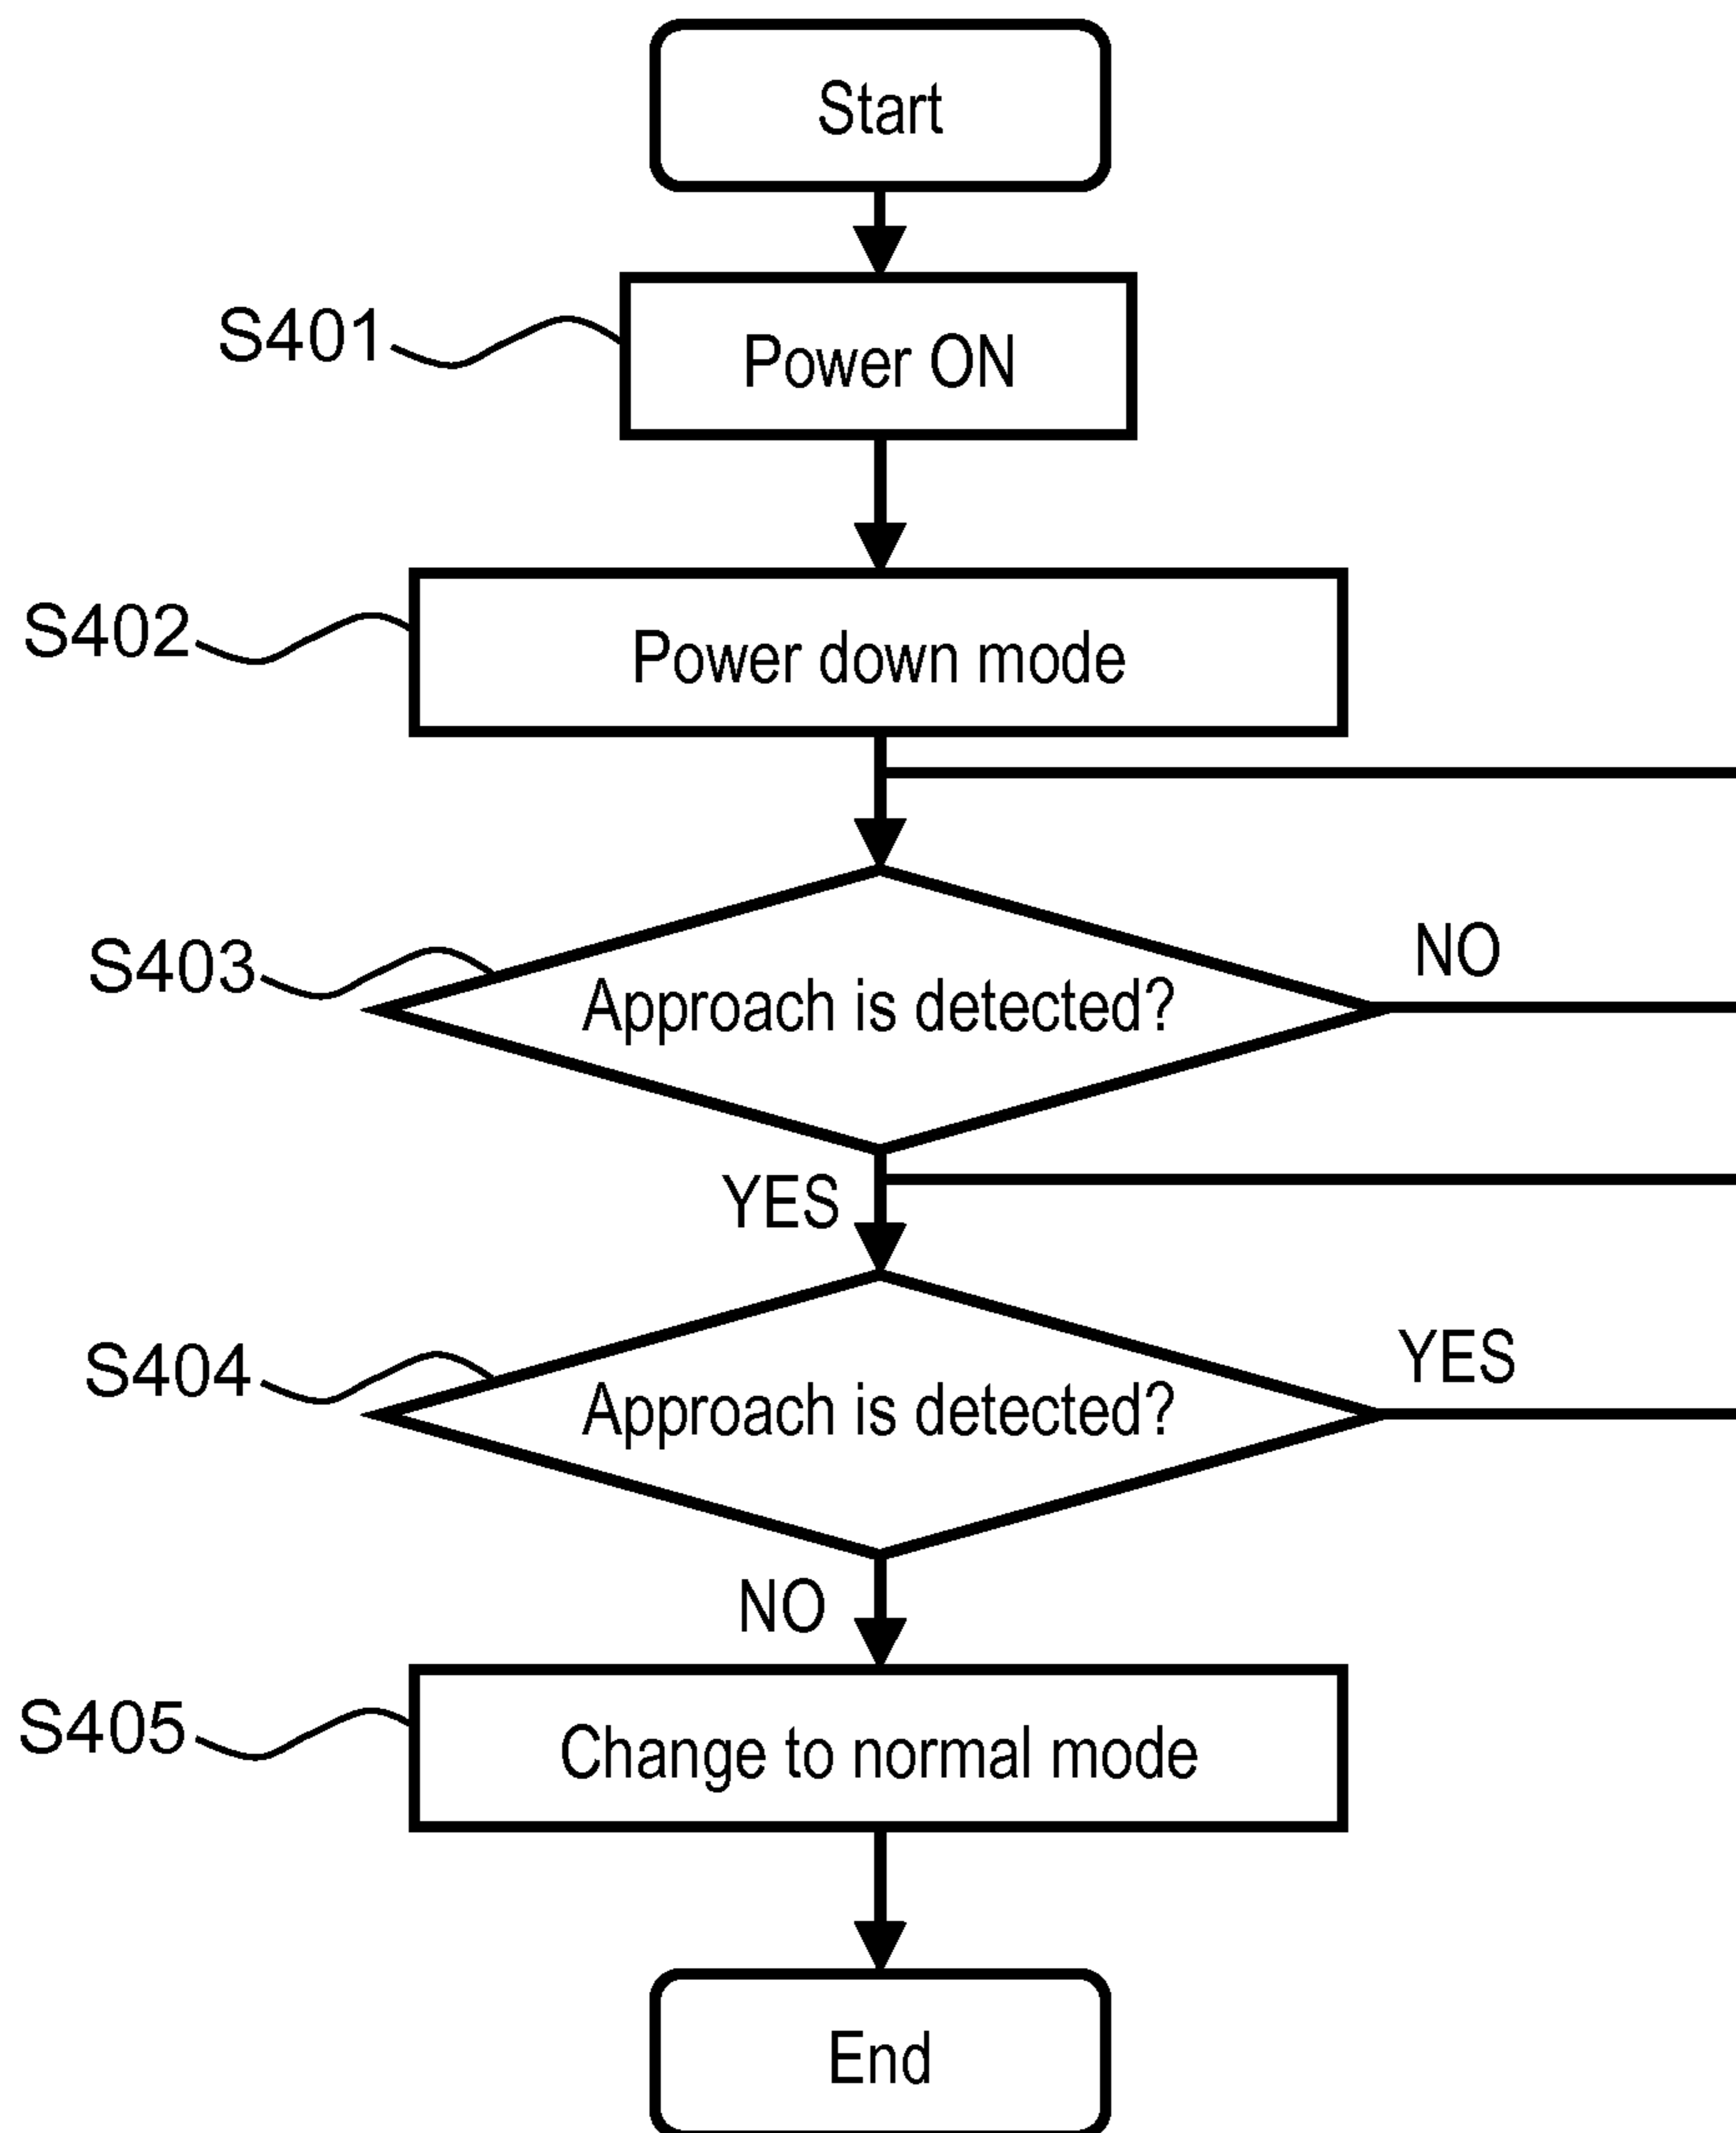 Start
S401
Power ON
S402
Power down mode
S403
Approach is detected?
NO
YES
S404
Approach is detected?
YES
NO
S405
Change to normal mode
End